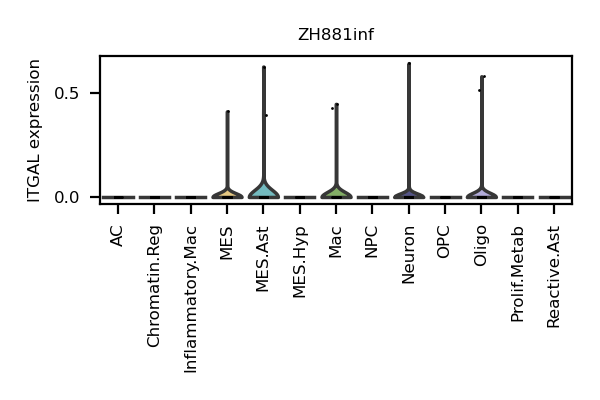 ZH881inf
ITGAL expression
0.5
0.0
AC
Chromatin.Reg
Inflammatory.Mac
MES
MES.Ast
MES.Hyp
Mac
NPC
Neuron
OPC
Oligo
Prolif.Metab
Reactive.Ast